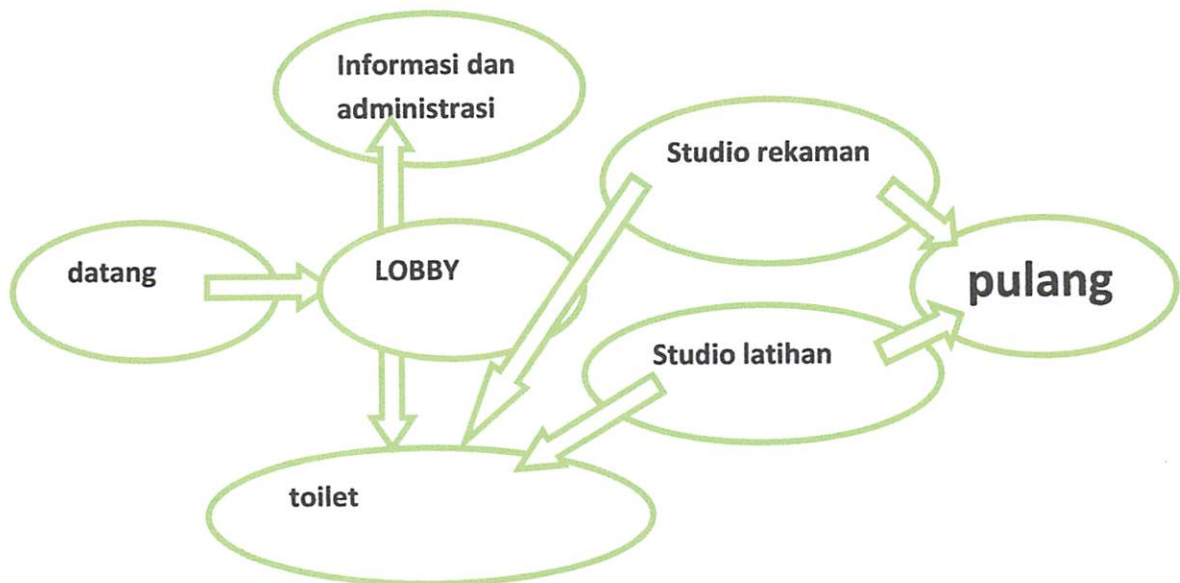 Informasi dan
administrasi
Studio rekaman
datang
LOBBY
pulang
Studio latihan
toilet